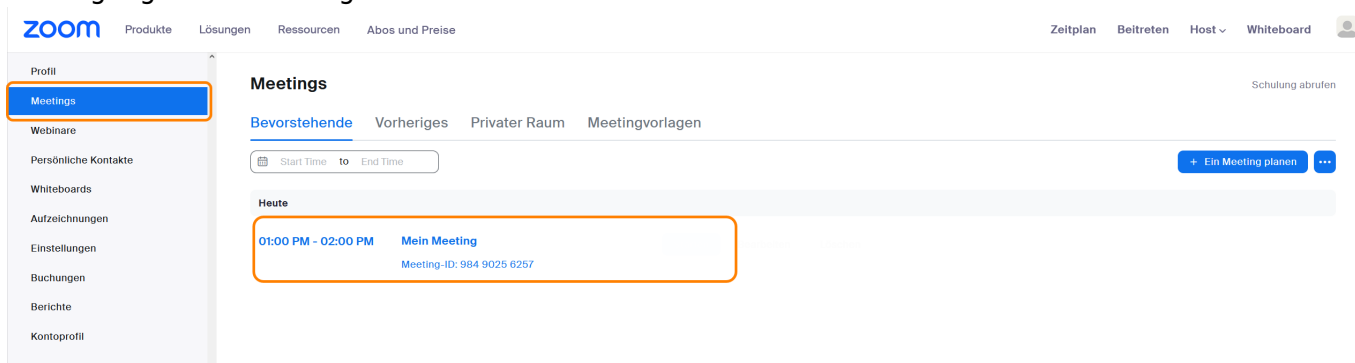 zoom Produkte Lösungen Ressourcen Abos und Preise Zeitplan Beitreten Host Whiteboard
Profil
Meetings
Webinare
Persönliche Kontakte
Whiteboards
Aufzeichnungen
Einstellungen
Buchungen
Berichte
Kontoprofil
Meetings Schulung abrufen
Bevorstehende Vorheriges Privater Raum Meetingvorlagen
Start Time to End Time + Ein Meeting planen ...
Heute
01:00 PM - 02:00 PM Mein Meeting
Meeting-ID: 984 9025 6257